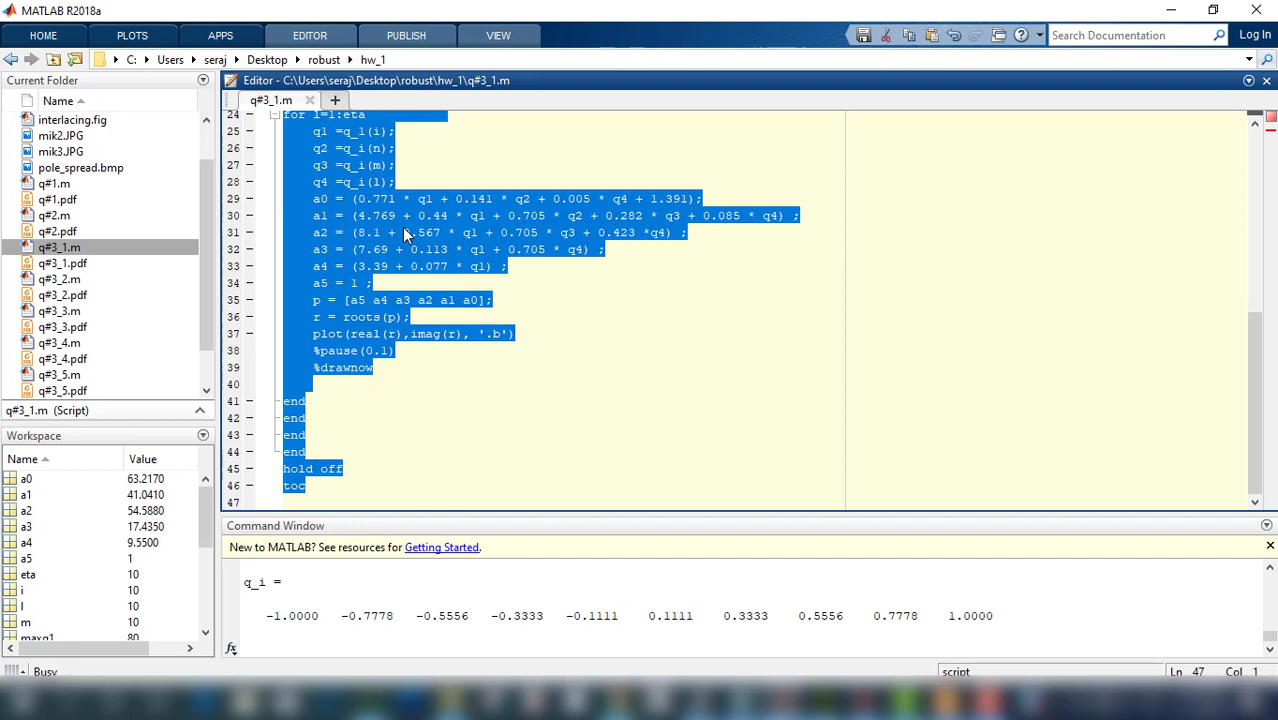 MATLAB R2018a
HOME PLOTS APPS EDITOR PUBLISH VIEW Search Documentation Log In
C: Users seraj Desktop robust hw_1
Current Folder
Editor - C:\Users\seraj\Desktop\robust\hw_1\q#3_1.m
Name
q#3_1.m
interlacing.fig
mik2.JPG
mik3.JPG
pole_spread.bmp
q#1.m
q#1.pdf
q#2.m
q#2.pdf
q#3_1.m
q#3_1.pdf
q#3_2.m
q#3_2.pdf
q#3_3.m
q#3_3.pdf
q#3_4.m
q#3_4.pdf
q#3_5.m
q#3_5.pdf
q#3_1.m (Script)
Workspace
Name Value
a0 63.2170
a1 41.0410
a2 54.5880
a3 17.4350
a4 9.5500
a5 1
eta 10
i 10
l 10
m 10
maxq1 80
24 for l=1:eta
25 q1 =q_1(i);
26 q2 =q_i(n);
27 q3 =q_i(m);
28 q4 =q_i(l);
29 a0 = (0.771 * q1 + 0.141 * q2 + 0.005 * q4 + 1.391);
30 a1 = (4.769 + 0.44 * q1 + 0.705 * q2 + 0.282 * q3 + 0.085 * q4) ;
31 a2 = (8.1 + .567 * q1 + 0.705 * q3 + 0.423 *q4) ;
32 a3 = (7.69 + 0.113 * q1 + 0.705 * q4) ;
33 a4 = (3.39 + 0.077 * q1) ;
34 a5 = 1 ;
35 p = [a5 a4 a3 a2 a1 a0];
36 r = roots(p);
37 plot(real(r),imag(r), '.b')
38 %pause(0.1)
39 %drawnow
40
41 end
42 end
43 end
44 end
45 hold off
46 toc
47
Command Window
New to MATLAB? See resources for Getting Started.
q_i =
-1.0000 -0.7778 -0.5556 -0.3333 -0.1111 0.1111 0.3333 0.5556 0.7778 1.0000
fx
Busy script Ln 47 Col 1